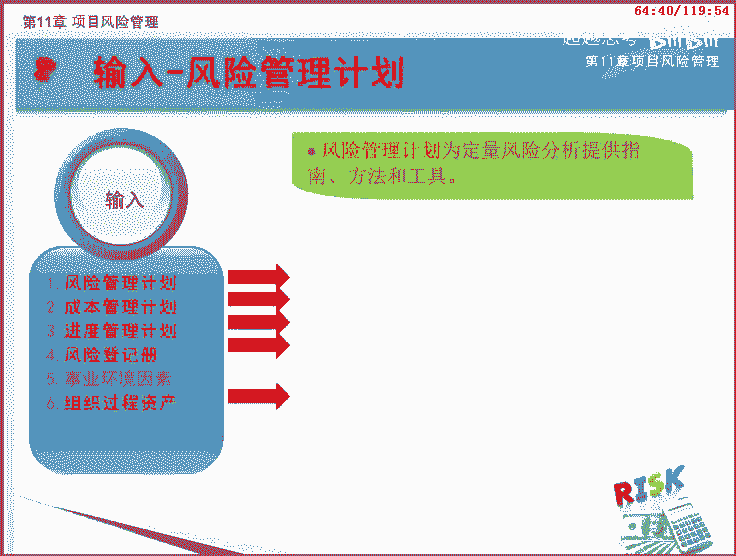 64:40/119:54
第11章 项目风险管理
第11章项目风险管理
输入-风险管理计划
• 风险管理计划为定量风险分析提供指
南、方法和工具。
输入
1. 风险管理计划
2. 成本管理计划
3. 进度管理计划
4. 风险登记册
5. 事业环境因素
6. 组织过程资产
RISK